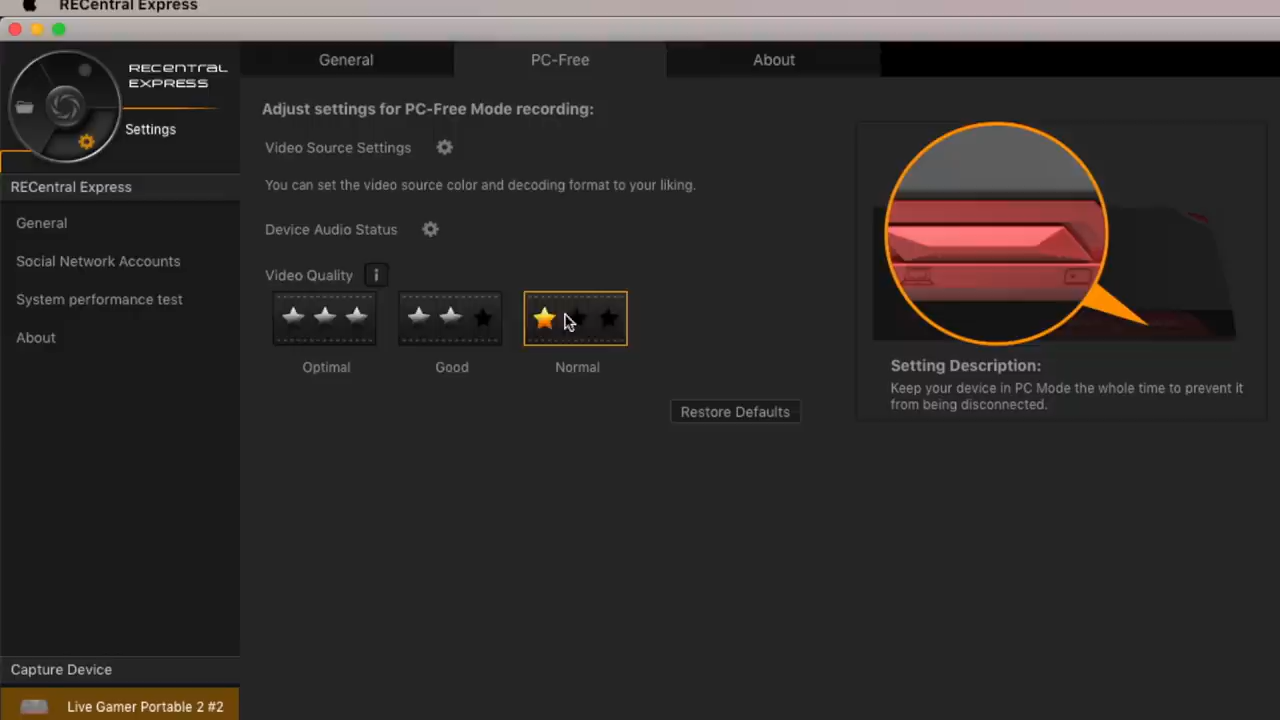 RECentral Express
RECENTRAL
EXPRESS
Settings
General
PC-Free
About
RECentral Express
General
Social Network Accounts
System performance test
About
Capture Device
Live Gamer Portable 2 #2
Adjust settings for PC-Free Mode recording:
Video Source Settings
You can set the video source color and decoding format to your liking.
Device Audio Status
Video Quality i
Optimal
Good
Normal
Restore Defaults
Setting Description:
Keep your device in PC Mode the whole time to prevent it
from being disconnected.